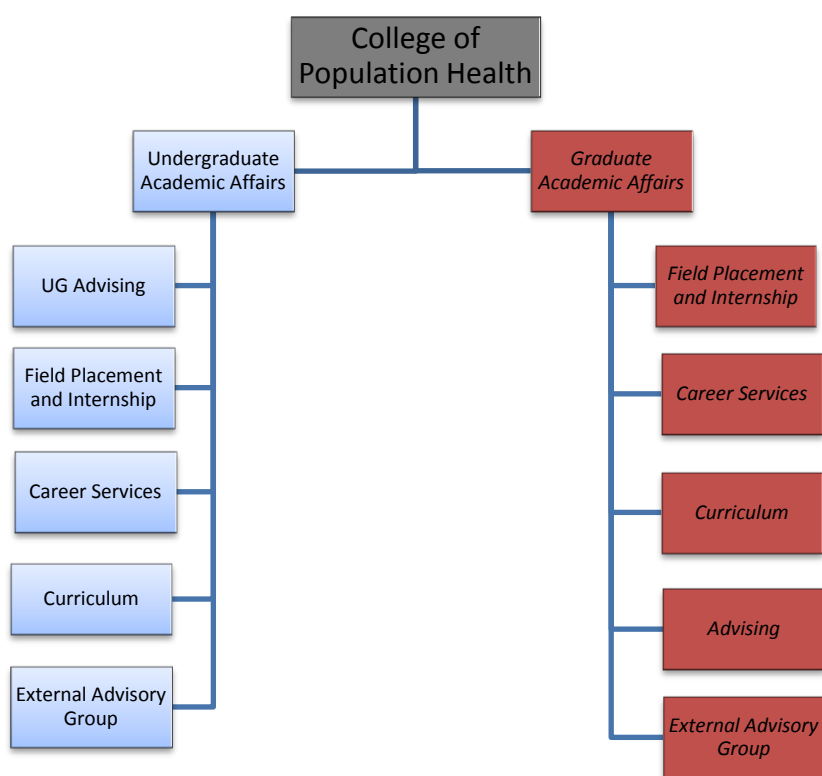 College of
Population Health
Undergraduate
Academic Affairs
Graduate
Academic Affairs
UG Advising
Field Placement
and Internship
Career Services
Curriculum
External Advisory
Group
Field Placement
and Internship
Career Services
Curriculum
Advising
External Advisory
Group